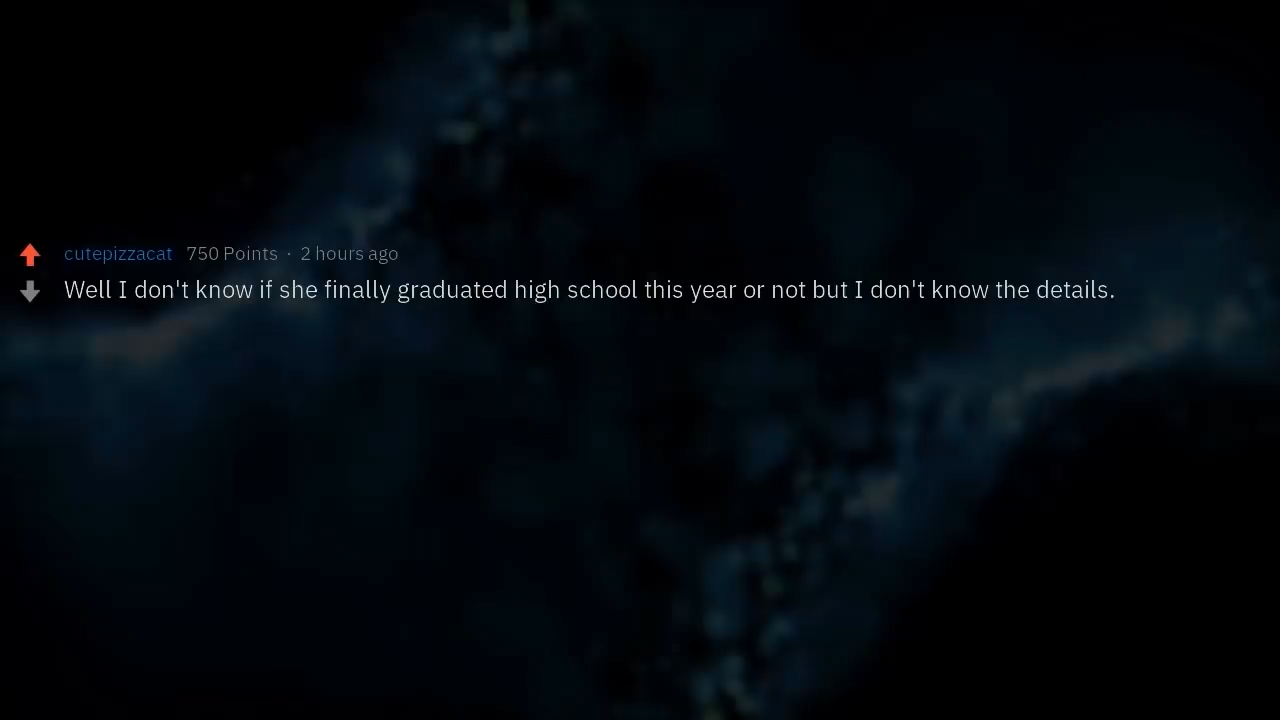 cutepizzacat 750 Points · 2 hours ago
Well I don't know if she finally graduated high school this year or not but I don't know the details.